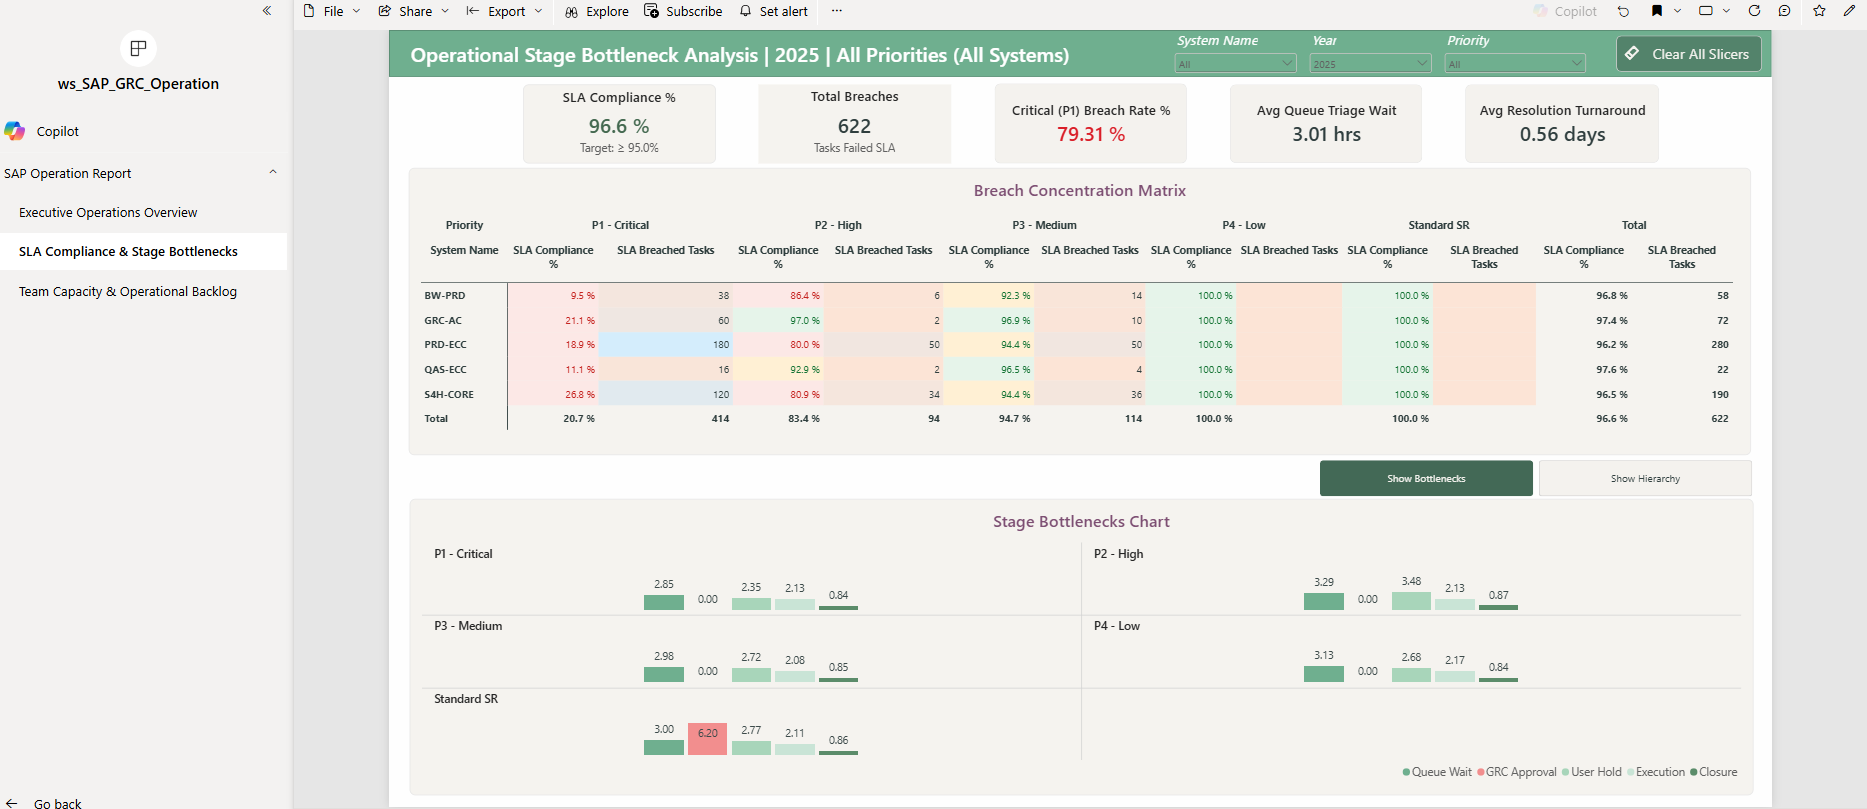 File Share Export Explore Subscribe Set alert ... Copilot
ws_SAP_GRC_Operation
Copilot
SAP Operation Report
Executive Operations Overview
SLA Compliance & Stage Bottlenecks
Team Capacity & Operational Backlog
Go back
Operational Stage Bottleneck Analysis | 2025 | All Priorities (All Systems)
System Name Year Priority
All 2025 All
Clear All Slicers
SLA Compliance %
96.6 %
Target: ≥ 95.0%
Total Breaches
622
Tasks Failed SLA
Critical (P1) Breach Rate %
79.31 %
Avg Queue Triage Wait
3.01 hrs
Avg Resolution Turnaround
0.56 days
Breach Concentration Matrix
Priority P1 - Critical P2 - High P3 - Medium P4 - Low Standard SR Total
System Name SLA Compliance % SLA Breached Tasks SLA Compliance % SLA Breached Tasks SLA Compliance % SLA Breached Tasks SLA Compliance % SLA Breached Tasks SLA Compliance % SLA Breached Tasks SLA Compliance % SLA Breached Tasks
BW-PRD 9.5 % 38 86.4 % 6 92.3 % 14 100.0 % 100.0 % 96.8 % 58
GRC-AC 21.1 % 60 97.0 % 2 96.9 % 10 100.0 % 100.0 % 97.4 % 72
PRD-ECC 18.9 % 180 80.0 % 50 94.4 % 50 100.0 % 100.0 % 96.2 % 280
QAS-ECC 11.1 % 16 92.9 % 2 96.5 % 4 100.0 % 100.0 % 97.6 % 22
S4H-CORE 26.8 % 120 80.9 % 34 94.4 % 36 100.0 % 100.0 % 96.5 % 190
Total 20.7 % 414 83.4 % 94 94.7 % 114 100.0 % 100.0 % 96.6 % 622
Show Bottlenecks Show Hierarchy
Stage Bottlenecks Chart
P1 - Critical
2.85 0.00 2.35 2.13 0.84
P2 - High
3.29 0.00 3.48 2.13 0.87
P3 - Medium
2.98 0.00 2.72 2.08 0.85
P4 - Low
3.13 0.00 2.68 2.17 0.84
Standard SR
3.00 6.20 2.77 2.11 0.86
Queue Wait GRC Approval User Hold Execution Closure